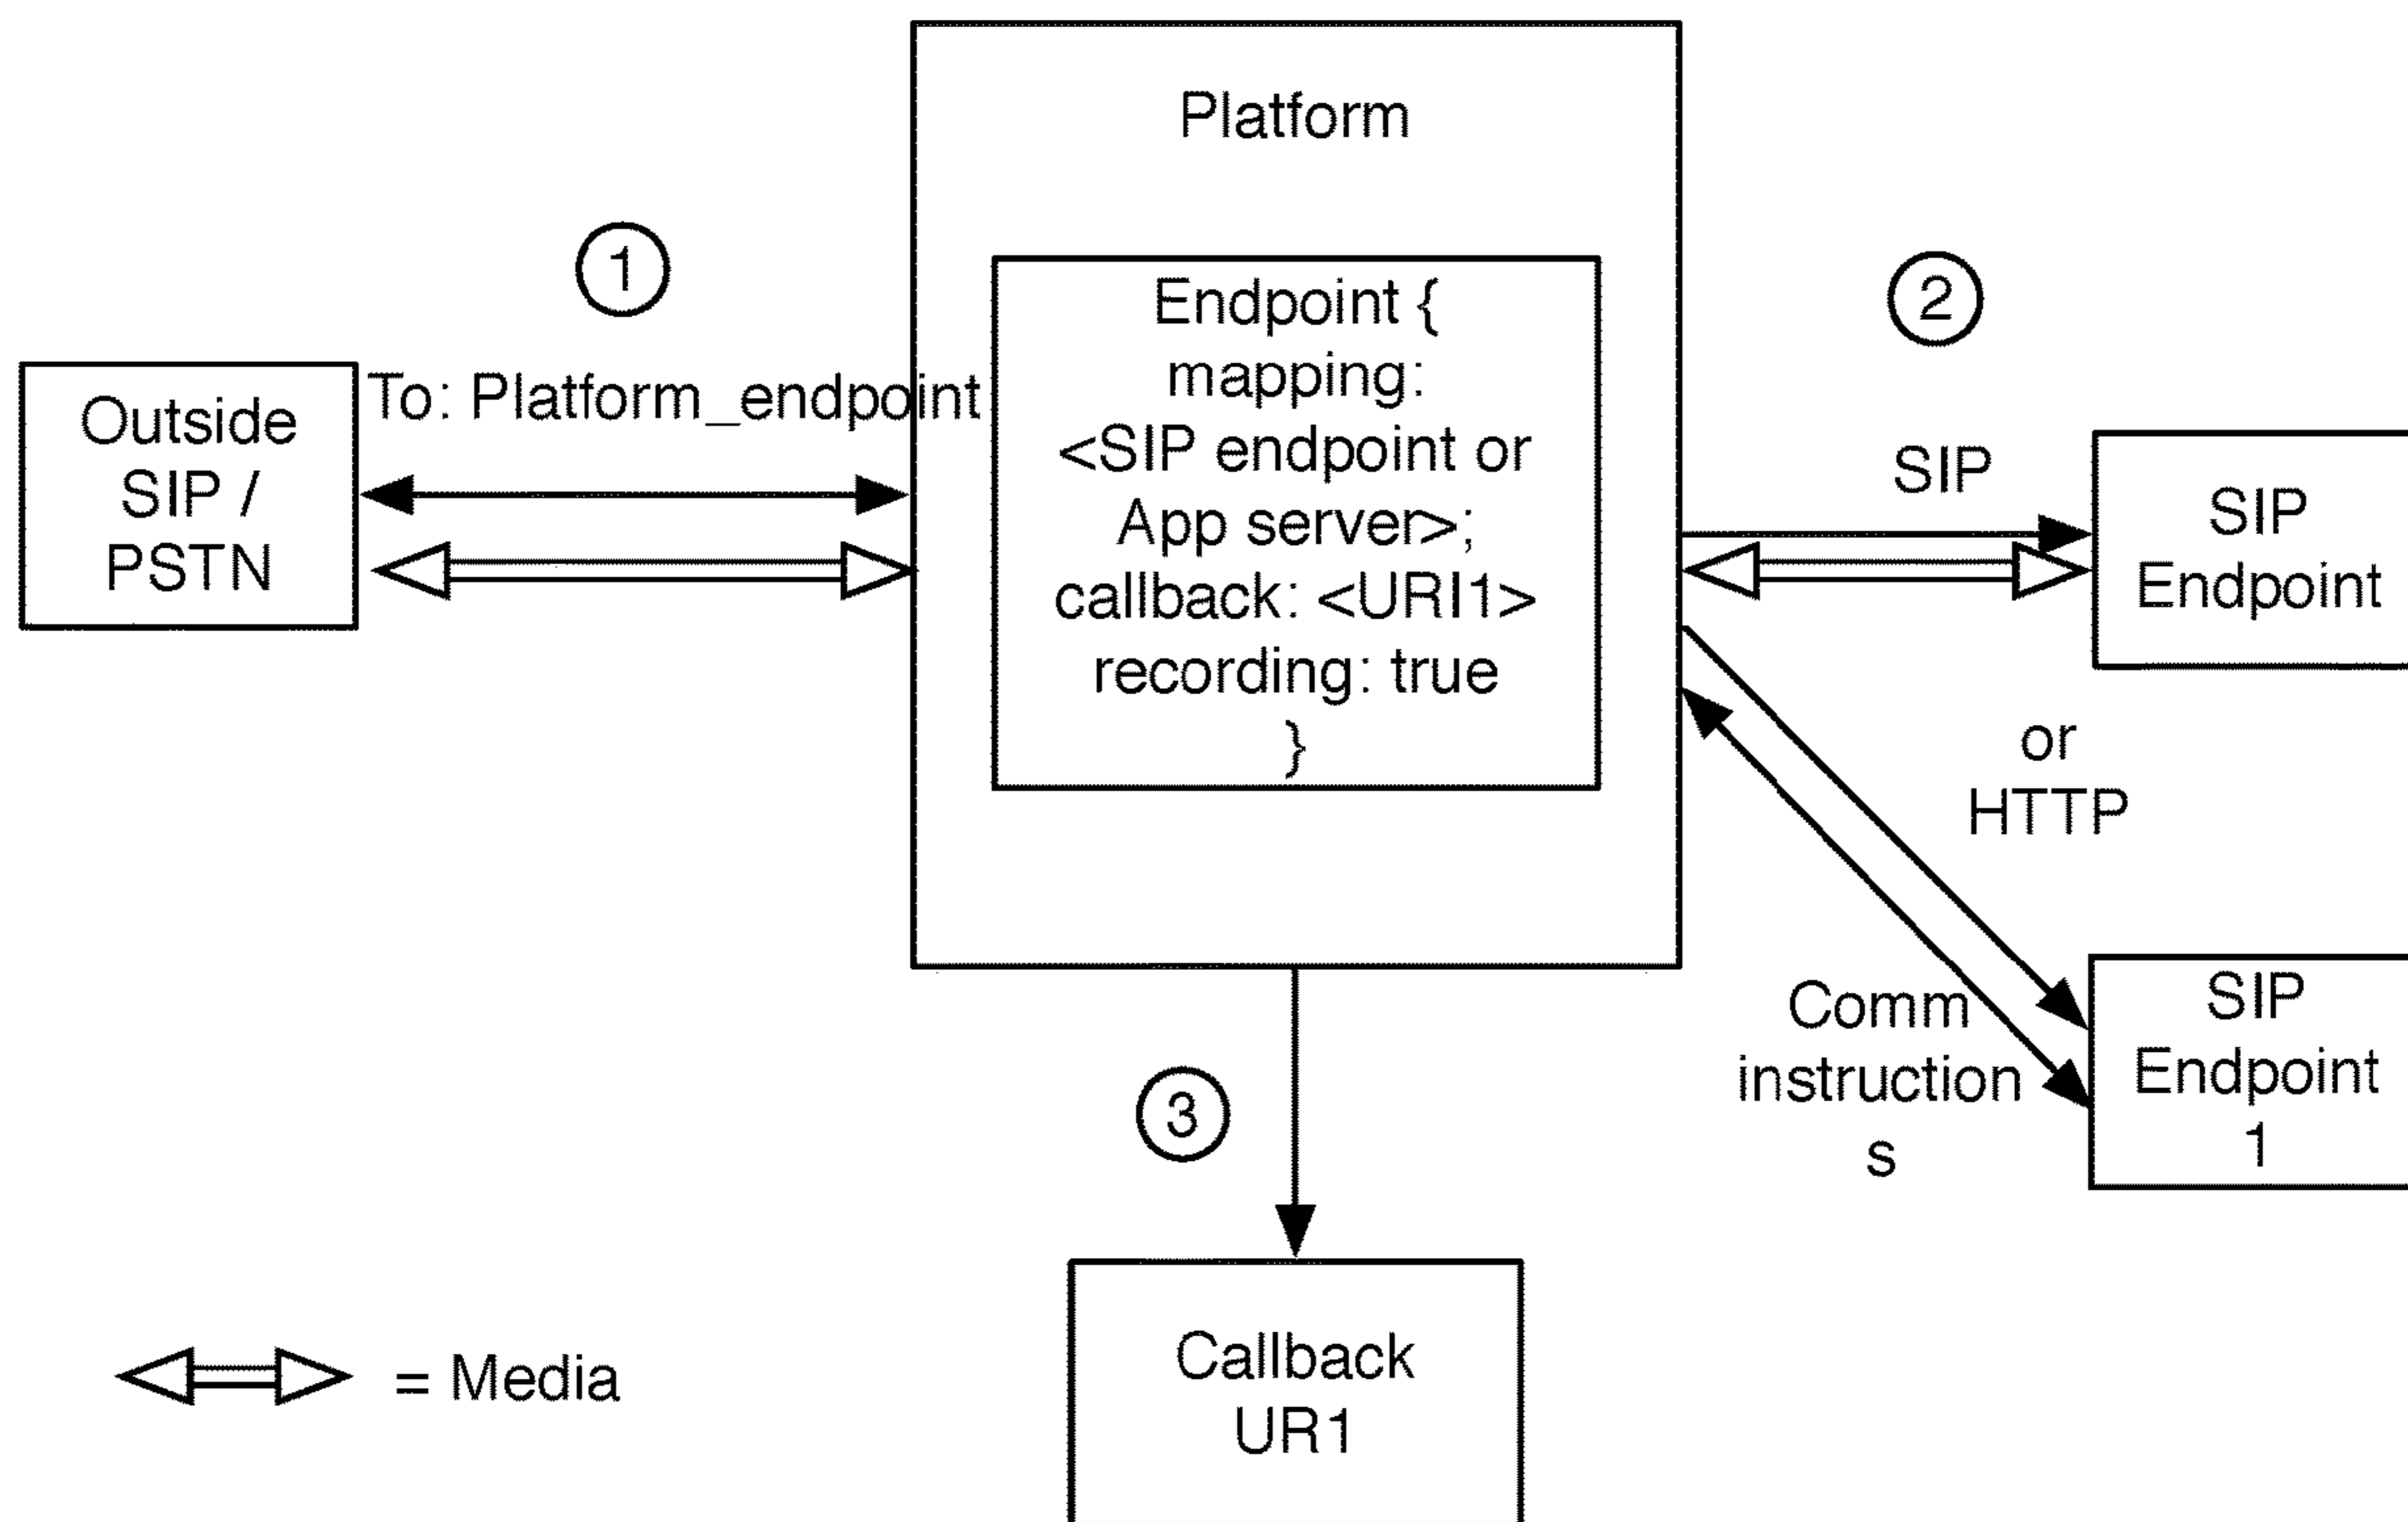 Platform
1
To: Platform_endpoint
Outside
SIP /
PSTN
Endpoint {
mapping:
<SIP endpoint or
App server>;
callback: <URI1>
recording: true
}
2
SIP
SIP
Endpoint
or
HTTP
Comm
instruction
s
SIP
Endpoint
1
3
Callback
UR1
= Media